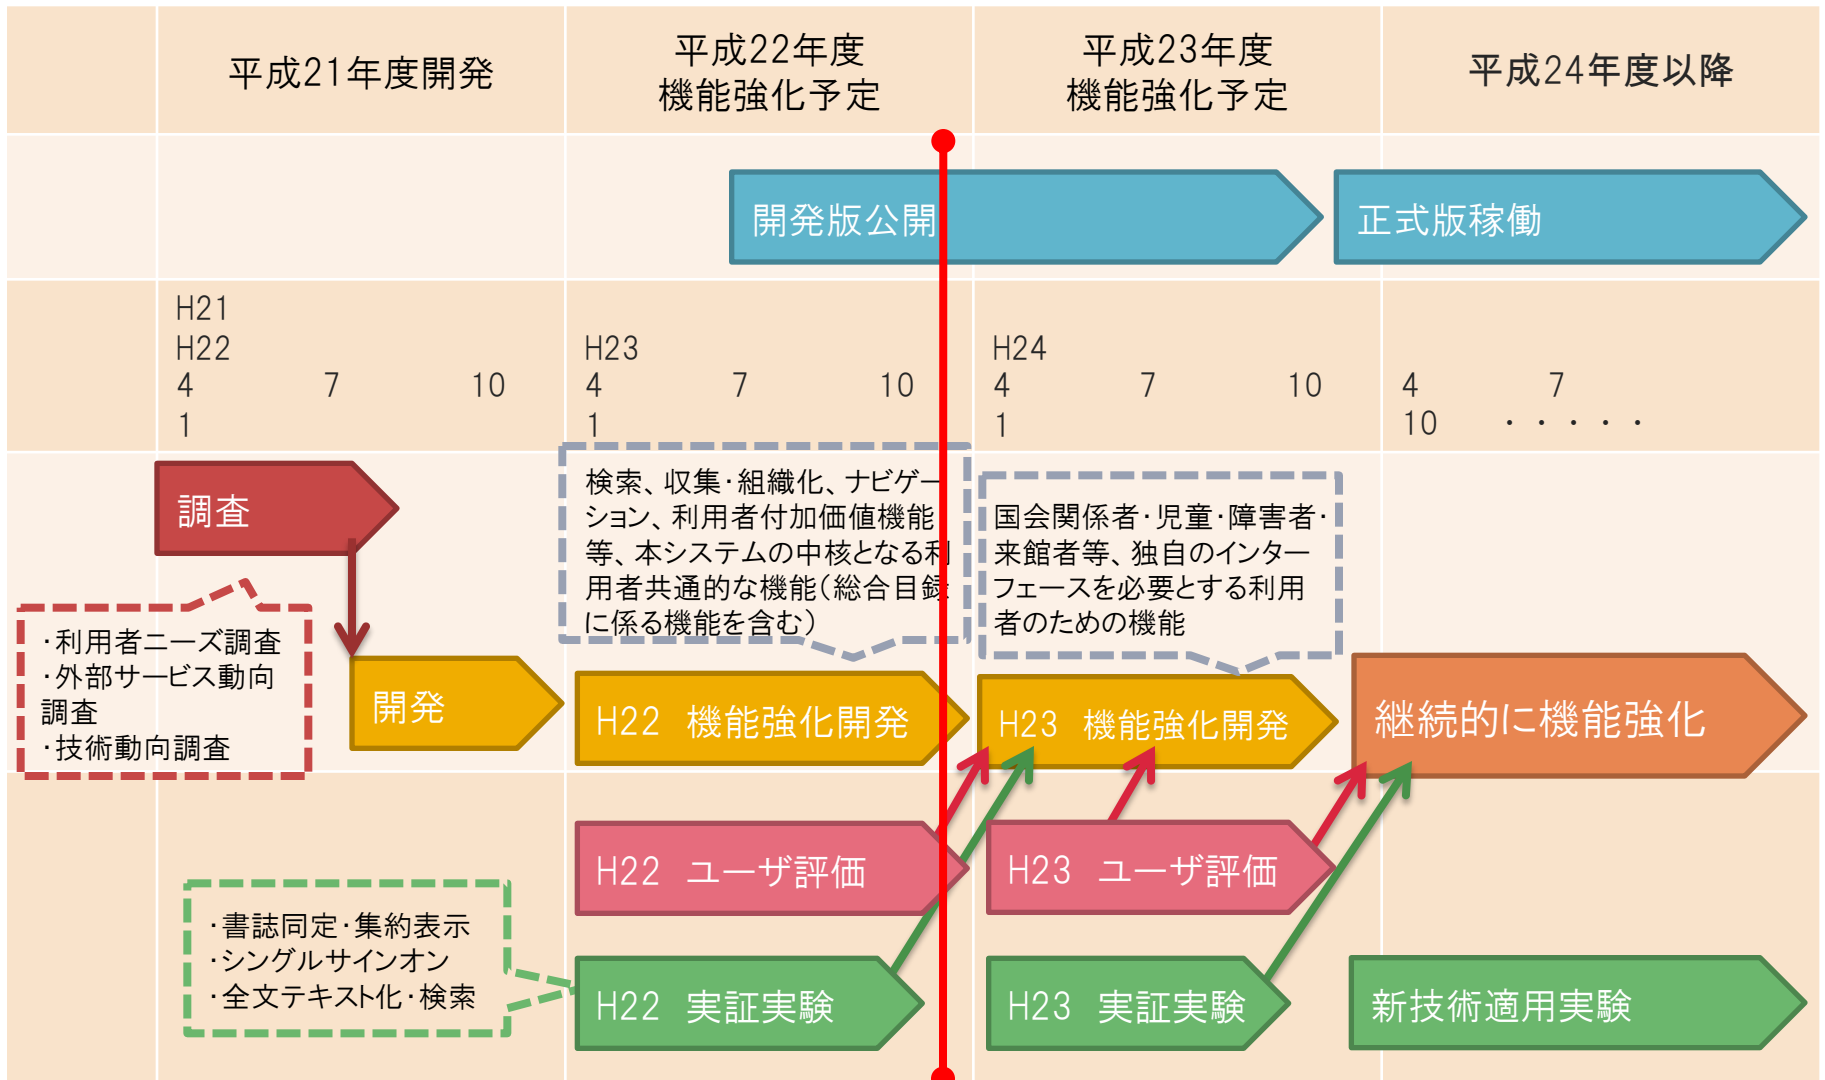 平成21年度開発
平成22年度
機能強化予定
平成23年度
機能強化予定
平成24年度以降
開発版公開
正式版稼働
H21
H22
4 7 10
1
H23
4 7 10
1
H24
4 7 10
1
4 7
10 ・・・・・
調査
検索、収集・組織化、ナビゲー
ション、利用者付加価値機能
等、本システムの中核となる利
用者共通的な機能（総合目録
に係る機能を含む）
国会関係者・児童・障害者・
来館者等、独自のインター
フェースを必要とする利用
者のための機能
・利用者ニーズ調査
・外部サービス動向
調査
・技術動向調査
開発
H22 機能強化開発
H23 機能強化開発
継続的に機能強化
H22 ユーザ評価
H23 ユーザ評価
・書誌同定・集約表示
・シングルサインオン
・全文テキスト化・検索
H22 実証実験
H23 実証実験
新技術適用実験